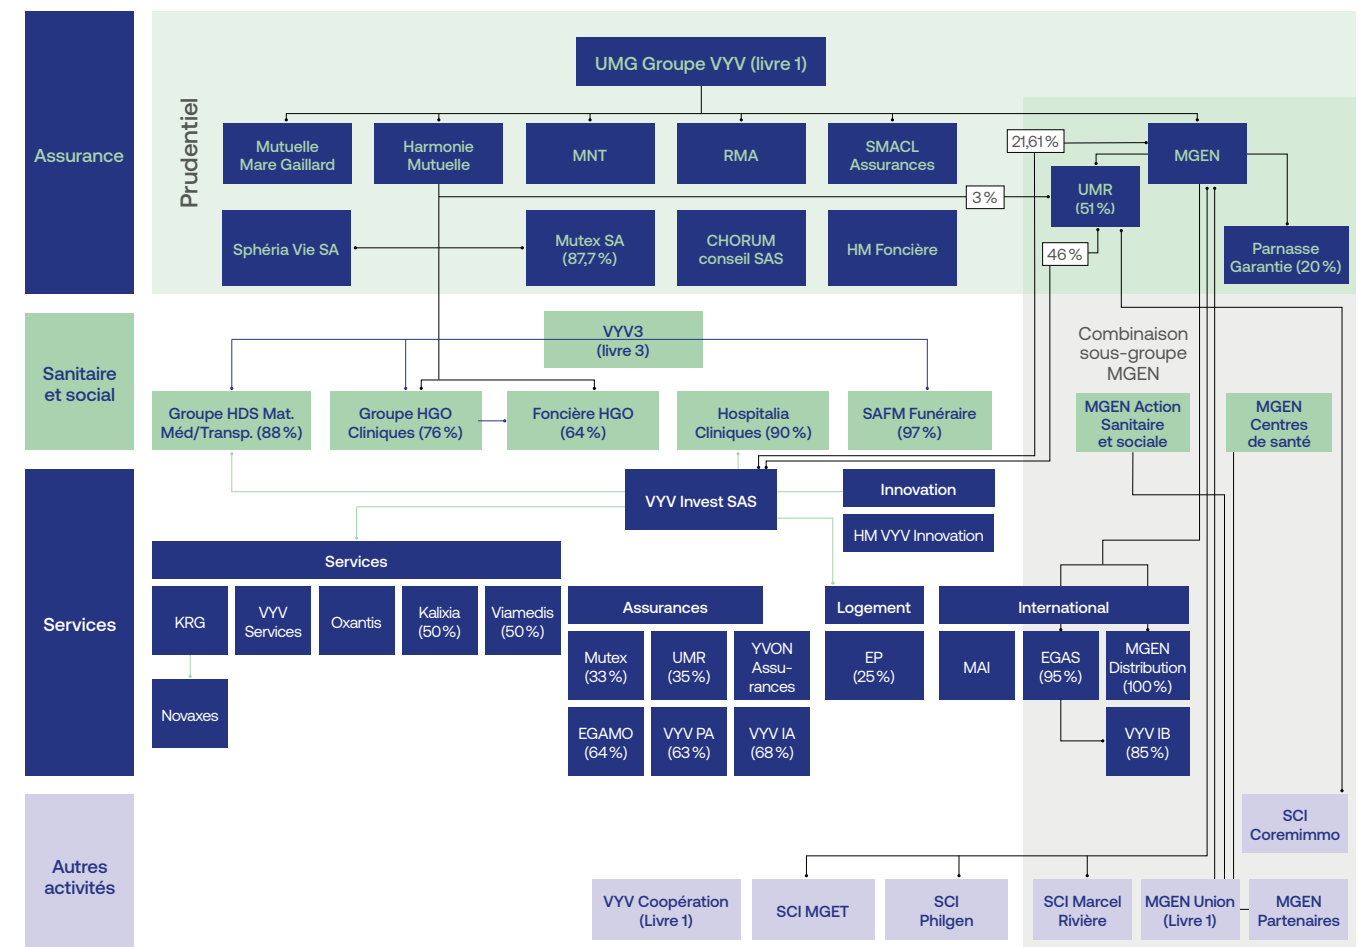 UMG Groupe VYV (livre 1)
Prudentiel
Assurance
Mutuelle
Mare Gaillard
Harmonie
Mutuelle
MNT
RMA
SMACL
Assurances
21,61 %
MGEN
3 %
UMR
(51 %)
Sphéria Vie SA
Mutex SA
(87,7 %)
CHORUM
conseil SAS
HM Foncière
46 %
Parnasse
Garantie (20 %)
Sanitaire
et social
VYV3
(livre 3)
Combinaison
sous-groupe
MGEN
Groupe HDS Mat.
Méd/Transp. (88 %)
Groupe HGO
Cliniques (76 %)
Foncière HGO
(64 %)
Hospitalia
Cliniques (90 %)
SAFM Funéraire
(97 %)
MGEN Action
Sanitaire
et sociale
MGEN
Centres
de santé
Services
VYV Invest SAS
Innovation
HM VYV Innovation
Services
KRG
VYV
Services
Oxantis
Kalixia
(50 %)
Viamedis
(50 %)
Novaxes
Assurances
Mutex
(33 %)
UMR
(35 %)
YVON
Assu-
rances
EGAMO
(64 %)
VYV PA
(63 %)
VYV IA
(68 %)
Logement
EP
(25 %)
International
MAI
EGAS
(95 %)
MGEN
Distribution
(100 %)
VYV IB
(85 %)
Autres
activités
SCI
Coremimmo
VYV Coopération
(Livre 1)
SCI MGET
SCI
Philgen
SCI Marcel
Rivière
MGEN Union
(Livre 1)
MGEN
Partenaires